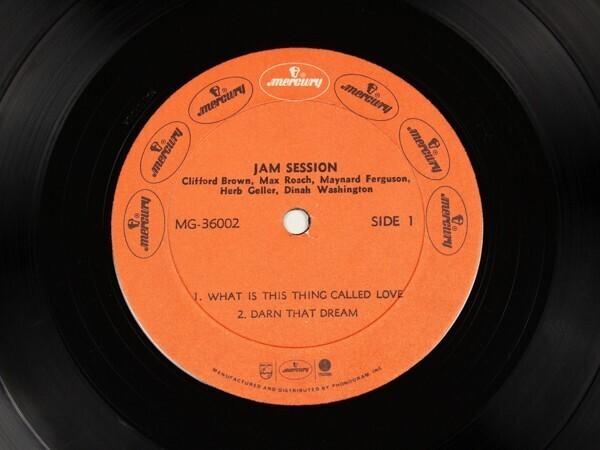 mercury
mercury
mercury
mercury
mercury
mercury
mercury
JAM SESSION
Clifford Brown, Max Roach, Maynard Ferguson,
Herb Geller, Dinah Washington
MG-36002
SIDE 1
1. WHAT IS THIS THING CALLED LOVE
2. DARN THAT DREAM
mercury
MANUFACTURED AND DISTRIBUTED BY PHONOGRAM, INC.